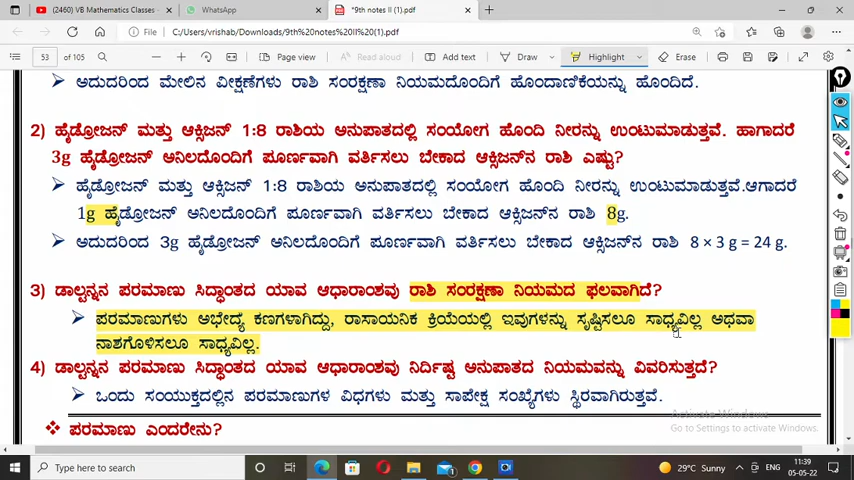 (2460) VB Mathematics Classes
WhatsApp
*9th notes II (1).pdf
File
C:/Users/vrishab/Downloads/9th%20notes%20II%20(1).pdf
53 of 105
Page view
Read aloud
Add text
Draw
Highlight
Erase
ಅದುದರಿಂದ ಮೇಲಿನ ವೀಕ್ಷಣೆಗಳು ರಾಶಿ ಸಂರಕ್ಷಣಾ ನಿಯಮದೊಂದಿಗೆ ಹೊಂದಾಣಿಕೆಯನ್ನು ಹೊಂದಿದೆ.
2) ಹೈಡ್ರೋಜನ್ ಮತ್ತು ಆಕ್ಸಿಜನ್ 1:8 ರಾಶಿಯ ಅನುಪಾತದಲ್ಲಿ ಸಂಯೋಗ ಹೊಂದಿ ನೀರನ್ನು ಉಂಟುಮಾಡುತ್ತವೆ. ಹಾಗಾದರೆ
3g ಹೈಡ್ರೋಜನ್ ಅನಿಲದೊಂದಿಗೆ ಪೂರ್ಣವಾಗಿ ವರ್ತಿಸಲು ಬೇಕಾದ ಆಕ್ಸಿಜನ್‌ನ ರಾಶಿ ಎಷ್ಟು?
ಹೈಡ್ರೋಜನ್ ಮತ್ತು ಆಕ್ಸಿಜನ್ 1:8 ರಾಶಿಯ ಅನುಪಾತದಲ್ಲಿ ಸಂಯೋಗ ಹೊಂದಿ ನೀರನ್ನು ಉಂಟುಮಾಡುತ್ತವೆ.ಆಗಾದರೆ
1g ಹೈಡ್ರೋಜನ್ ಅನಿಲದೊಂದಿಗೆ ಪೂರ್ಣವಾಗಿ ವರ್ತಿಸಲು ಬೇಕಾದ ಆಕ್ಸಿಜನ್‌ನ ರಾಶಿ 8g.
ಅದುದರಿಂದ 3g ಹೈಡ್ರೋಜನ್ ಅನಿಲದೊಂದಿಗೆ ಪೂರ್ಣವಾಗಿ ವರ್ತಿಸಲು ಬೇಕಾದ ಆಕ್ಸಿಜನ್‌ನ ರಾಶಿ 8 × 3 g = 24 g.
3) ಡಾಲ್ಟನ್ನನ ಪರಮಾಣು ಸಿದ್ಧಾಂತದ ಯಾವ ಆಧಾರಾಂಶವು ರಾಶಿ ಸಂರಕ್ಷಣಾ ನಿಯಮದ ಫಲವಾಗಿದೆ?
ಪರಮಾಣುಗಳು ಅಭೇದ್ಯ ಕಣಗಳಾಗಿದ್ದು, ರಾಸಾಯನಿಕ ಕ್ರಿಯೆಯಲ್ಲಿ ಇವುಗಳನ್ನು ಸೃಷ್ಟಿಸಲೂ ಸಾಧ್ಯವಿಲ್ಲ ಅಥವಾ
ನಾಶಗೊಳಿಸಲೂ ಸಾಧ್ಯವಿಲ್ಲ.
4) ಡಾಲ್ಟನ್ನನ ಪರಮಾಣು ಸಿದ್ಧಾಂತದ ಯಾವ ಆಧಾರಾಂಶವು ನಿರ್ದಿಷ್ಟ ಅನುಪಾತದ ನಿಯಮವನ್ನು ವಿವರಿಸುತ್ತದೆ?
ಒಂದು ಸಂಯುಕ್ತದಲ್ಲಿನ ಪರಮಾಣುಗಳ ವಿಧಗಳು ಮತ್ತು ಸಾಪೇಕ್ಷ ಸಂಖ್ಯೆಗಳು ಸ್ಥಿರವಾಗಿರುತ್ತವೆ.
Activate Windows
Go to Settings to activate Windows.
ಪರಮಾಣು ಎಂದರೇನು?
Type here to search
29°C Sunny
ENG
11:39
05-05-22